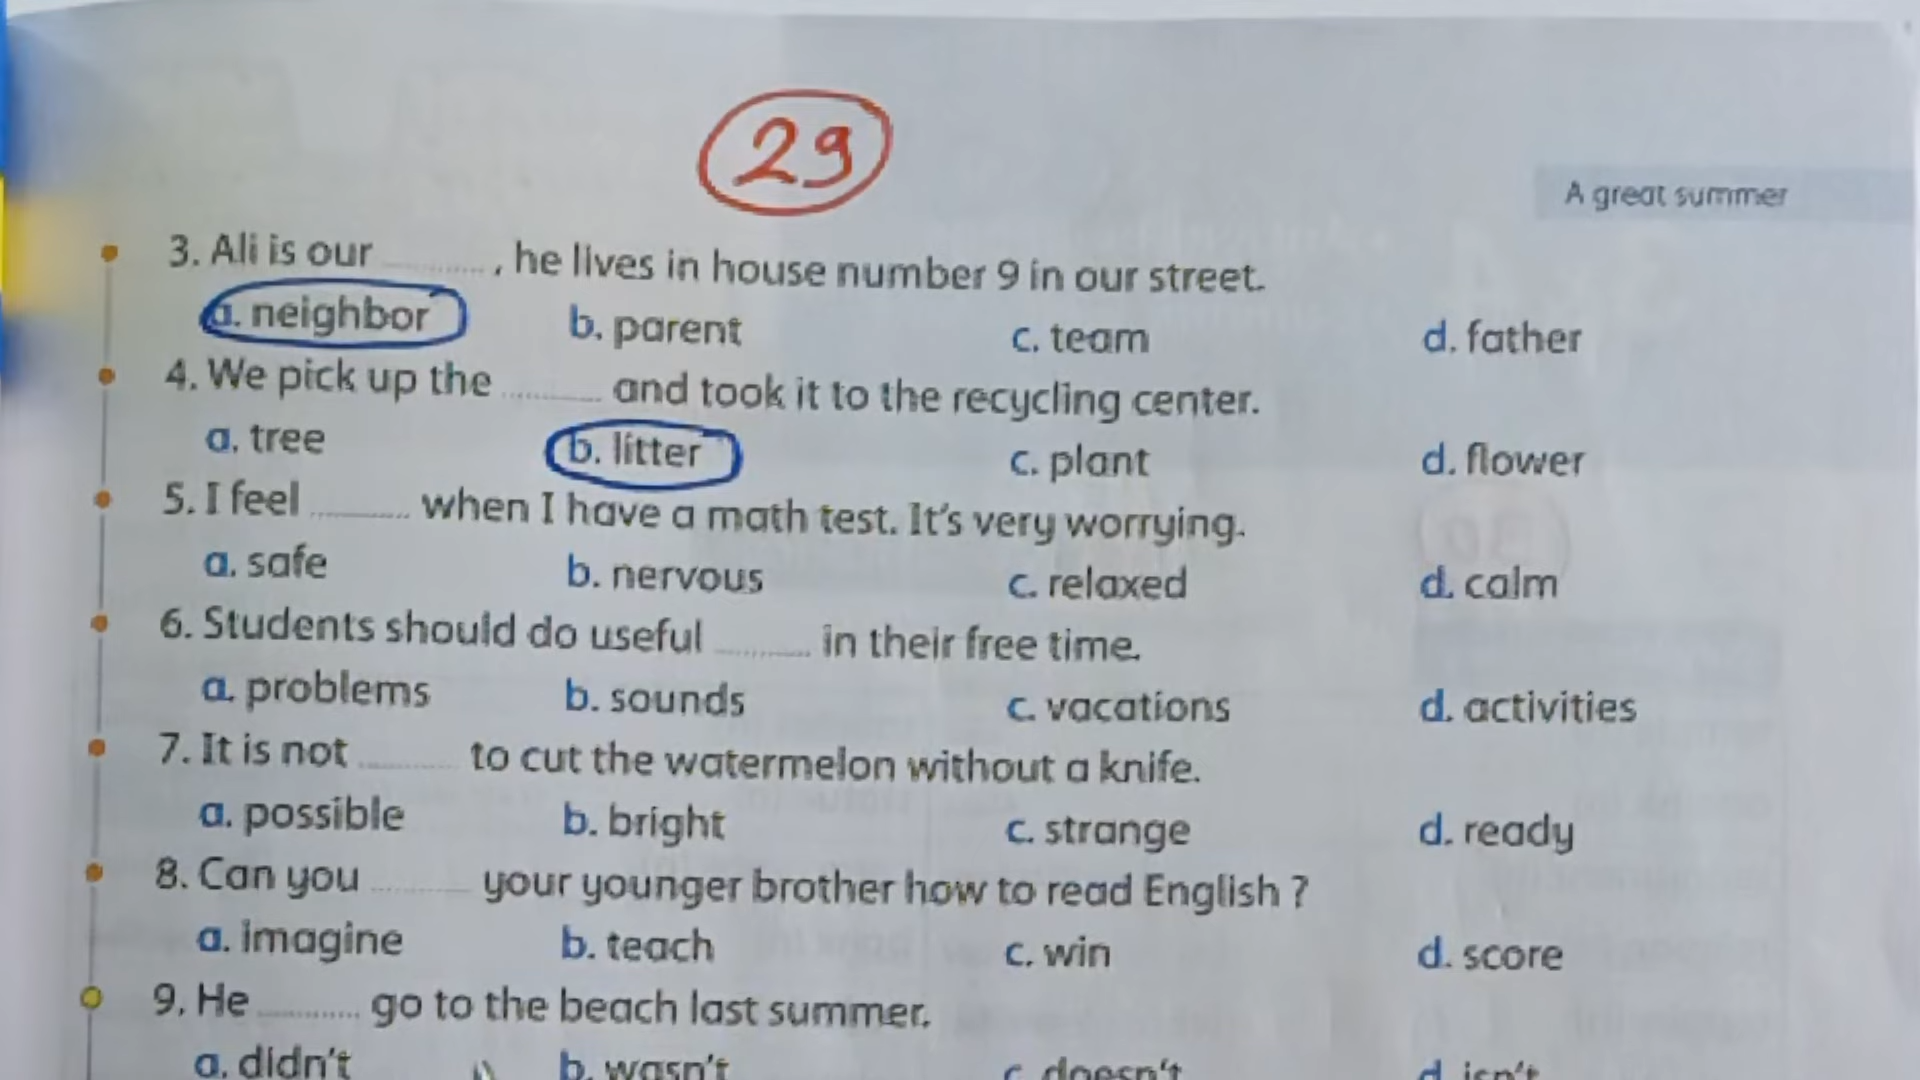 29
A great summer
3. Ali is our .......... , he lives in house number 9 in our street.
a. neighbor b. parent c. team d. father
4. We pick up the .......... and took it to the recycling center.
a. tree b. litter c. plant d. flower
5. I feel .......... when I have a math test. It's very worrying.
a. safe b. nervous c. relaxed d. calm
6. Students should do useful .......... in their free time.
a. problems b. sounds c. vacations d. activities
7. It is not .......... to cut the watermelon without a knife.
a. possible b. bright c. strange d. ready
8. Can you .......... your younger brother how to read English ?
a. imagine b. teach c. win d. score
9. He .......... go to the beach last summer.
a. didn't b. wasn't c. doesn't d. isn't